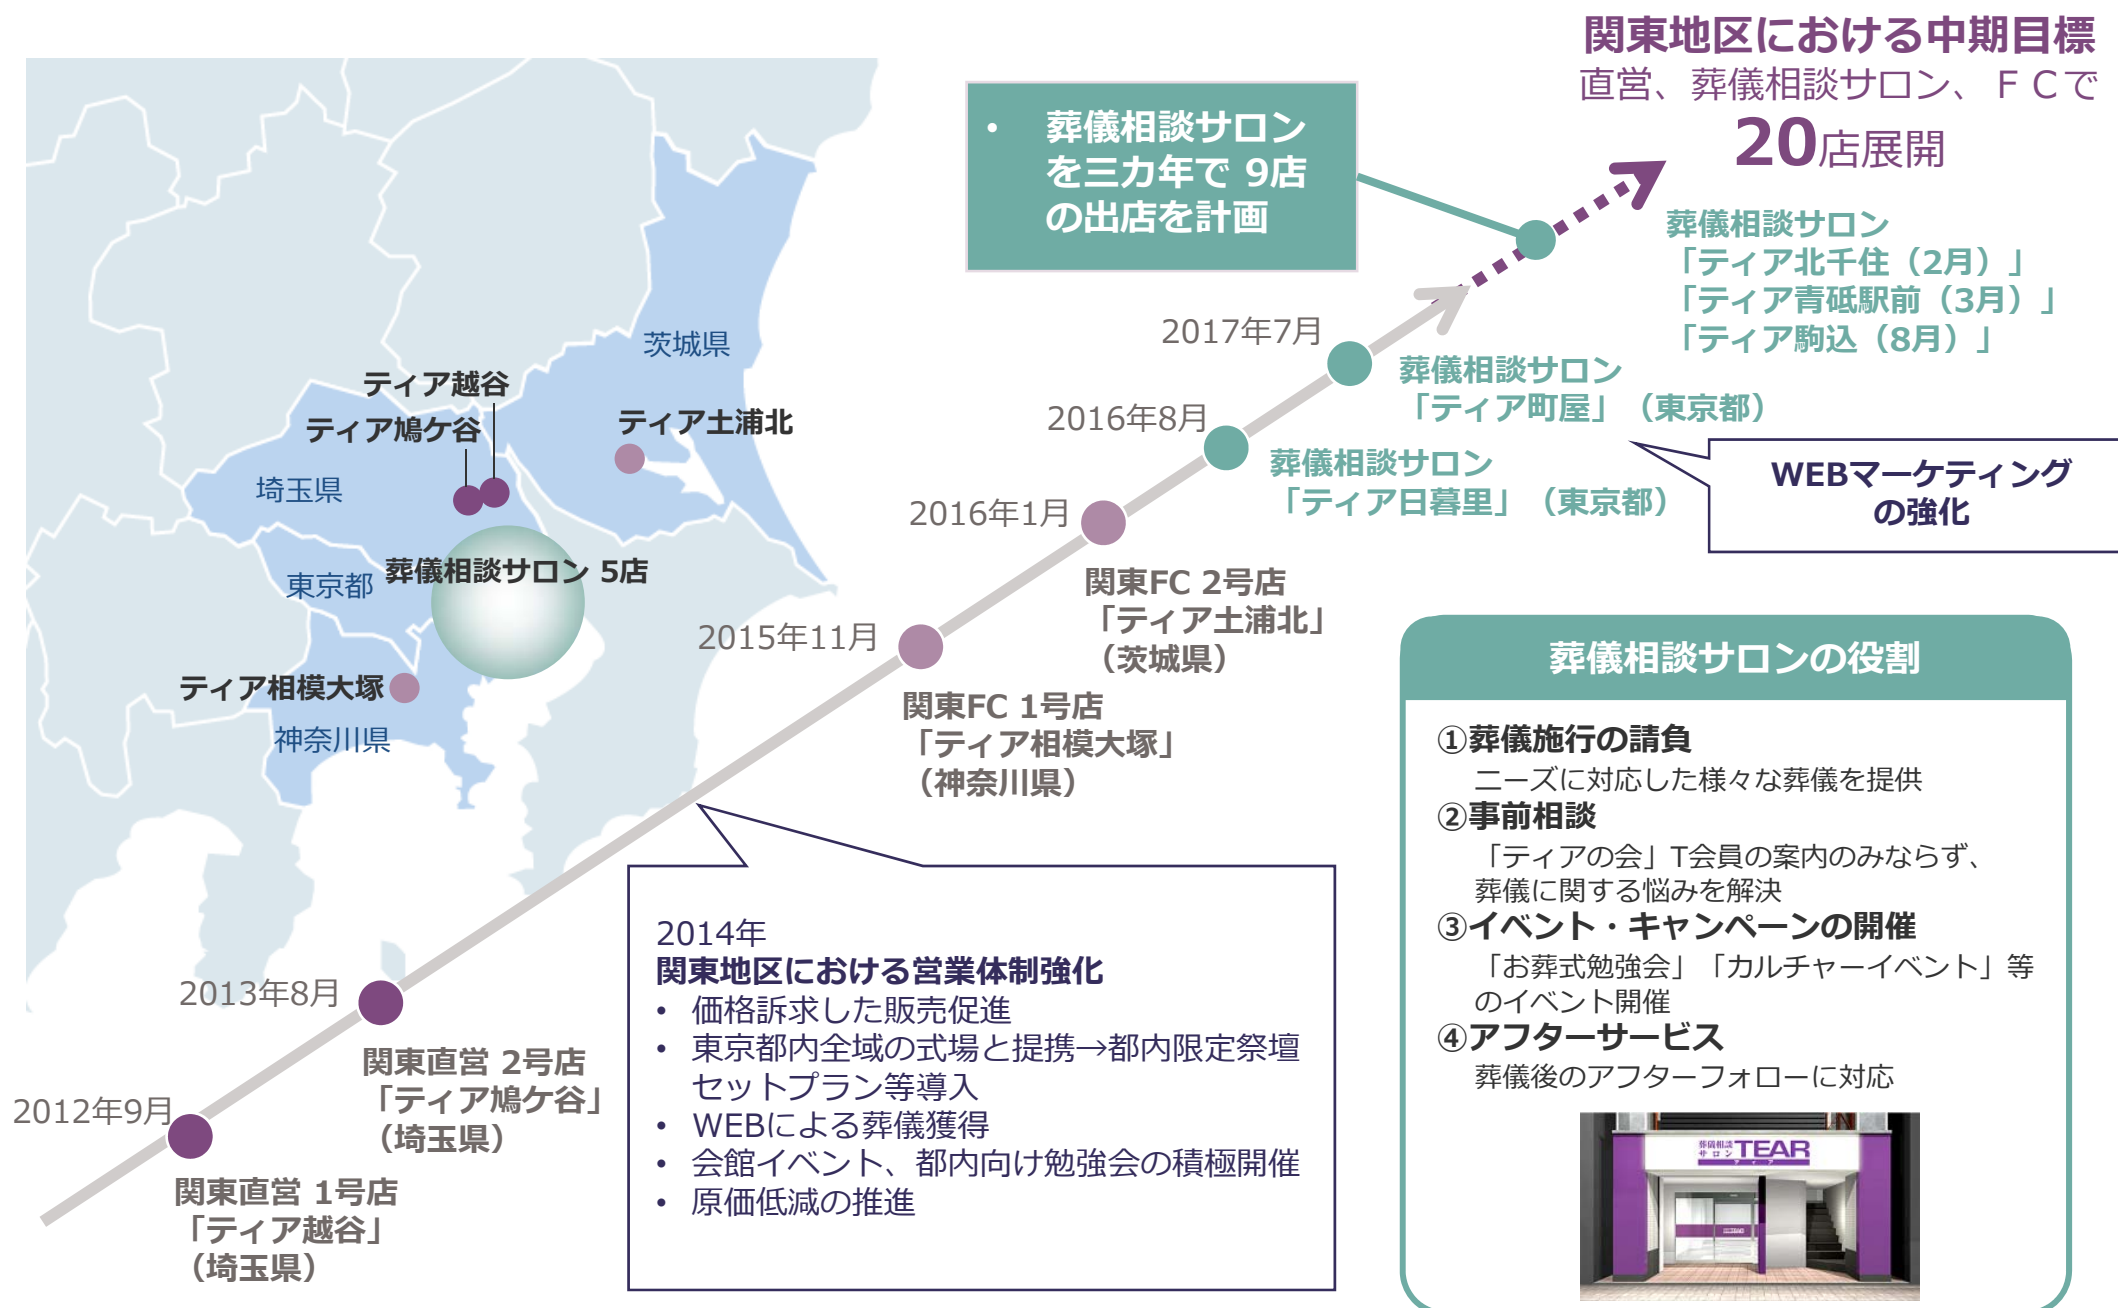 関東地区における中期目標
直営、葬儀相談サロン、ＦＣで
20店展開
• 葬儀相談サロン
を三カ年で 9店
の出店を計画
葬儀相談サロン
「ティア北千住（2月）」
「ティア青砥駅前（3月）」
「ティア駒込（8月）」
2017年7月
葬儀相談サロン
「ティア町屋」（東京都）
2016年8月
葬儀相談サロン
「ティア日暮里」（東京都）
WEBマーケティング
の強化
2016年1月
関東FC 2号店
「ティア土浦北」
（茨城県）
2015年11月
関東FC 1号店
「ティア相模大塚」
（神奈川県）
茨城県
ティア越谷
ティア鳩ケ谷
ティア土浦北
埼玉県
葬儀相談サロン 5店
東京都
ティア相模大塚
神奈川県
2014年
関東地区における営業体制強化
• 価格訴求した販売促進
• 東京都内全域の式場と提携→都内限定祭壇
セットプラン等導入
• WEBによる葬儀獲得
• 会館イベント、都内向け勉強会の積極開催
• 原価低減の推進
2013年8月
関東直営 2号店
「ティア鳩ケ谷」
（埼玉県）
2012年9月
関東直営 1号店
「ティア越谷」
（埼玉県）
葬儀相談サロンの役割
①葬儀施行の請負
ニーズに対応した様々な葬儀を提供
②事前相談
「ティアの会」T会員の案内のみならず、
葬儀に関する悩みを解決
③イベント・キャンペーンの開催
「お葬式勉強会」「カルチャーイベント」等
のイベント開催
④アフターサービス
葬儀後のアフターフォローに対応
葬儀相談
サロン TEAR
ティア